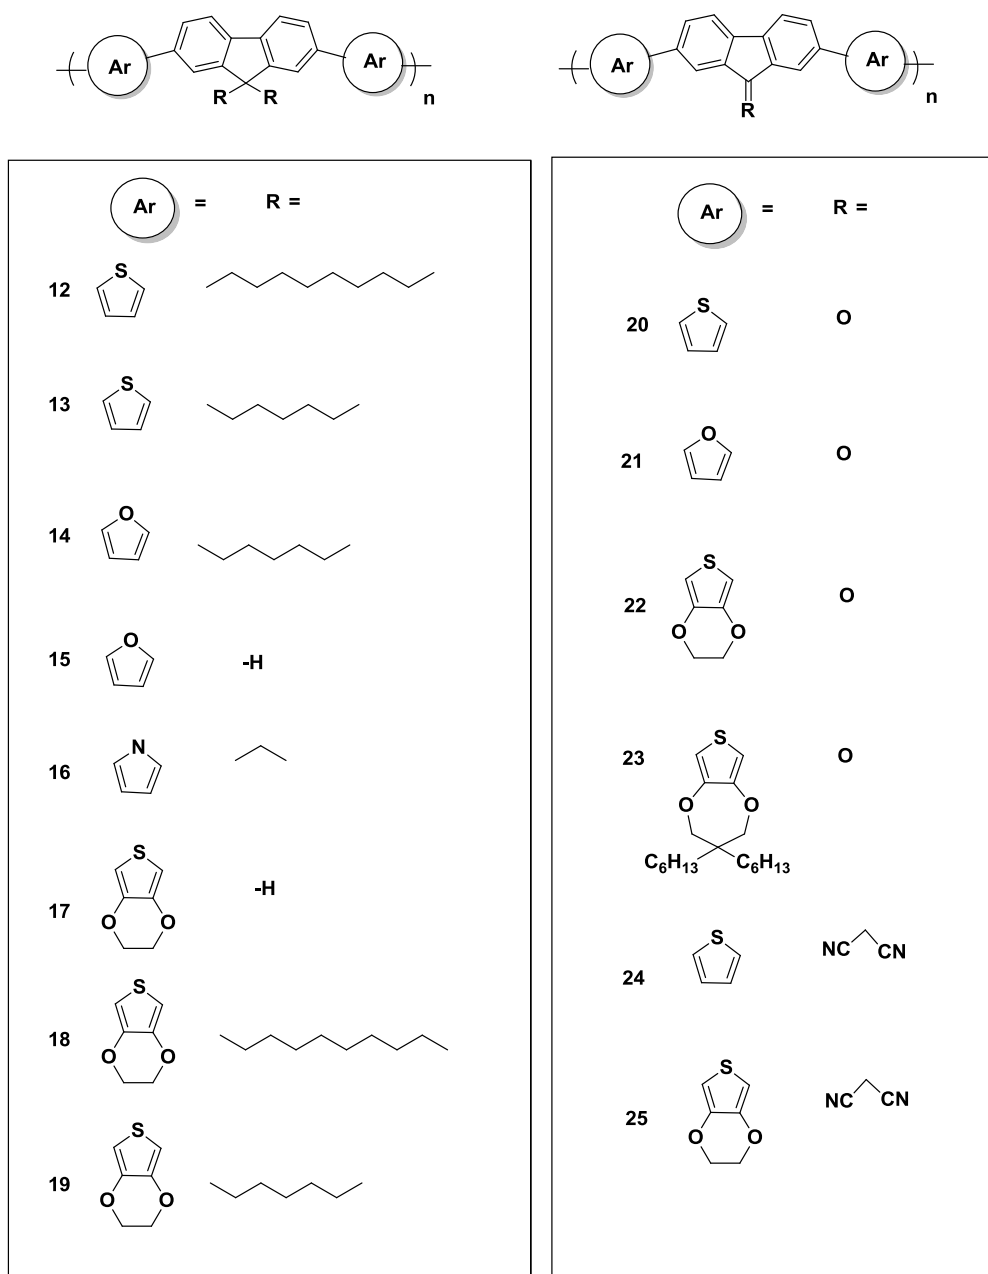 Ar Ar n
R R
Ar Ar n
R
Ar = R =
12 S
13 S
14 O
15 O -H
16 N
17 S O O -H
18 S O O
19 S O O
Ar = R =
20 S O
21 O O
22 S O O O
23 S O O O
C6H13 C6H13
24 S NC CN
25 S O O NC CN